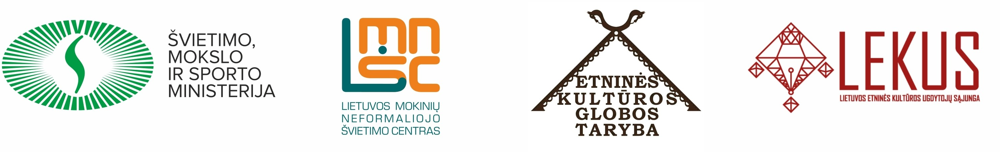 ŠVIETIMO,
MOKSLO
IR SPORTO
MINISTERIJA
LMNSC
LIETUVOS MOKINIŲ
NEFORMALIOJO
ŠVIETIMO CENTRAS
ETNINĖS
KULTŪROS
GLOBOS
TARYBA
LEKUS
LIETUVOS ETNINĖS KULTŪROS UGDYTOJŲ SĄJUNGA